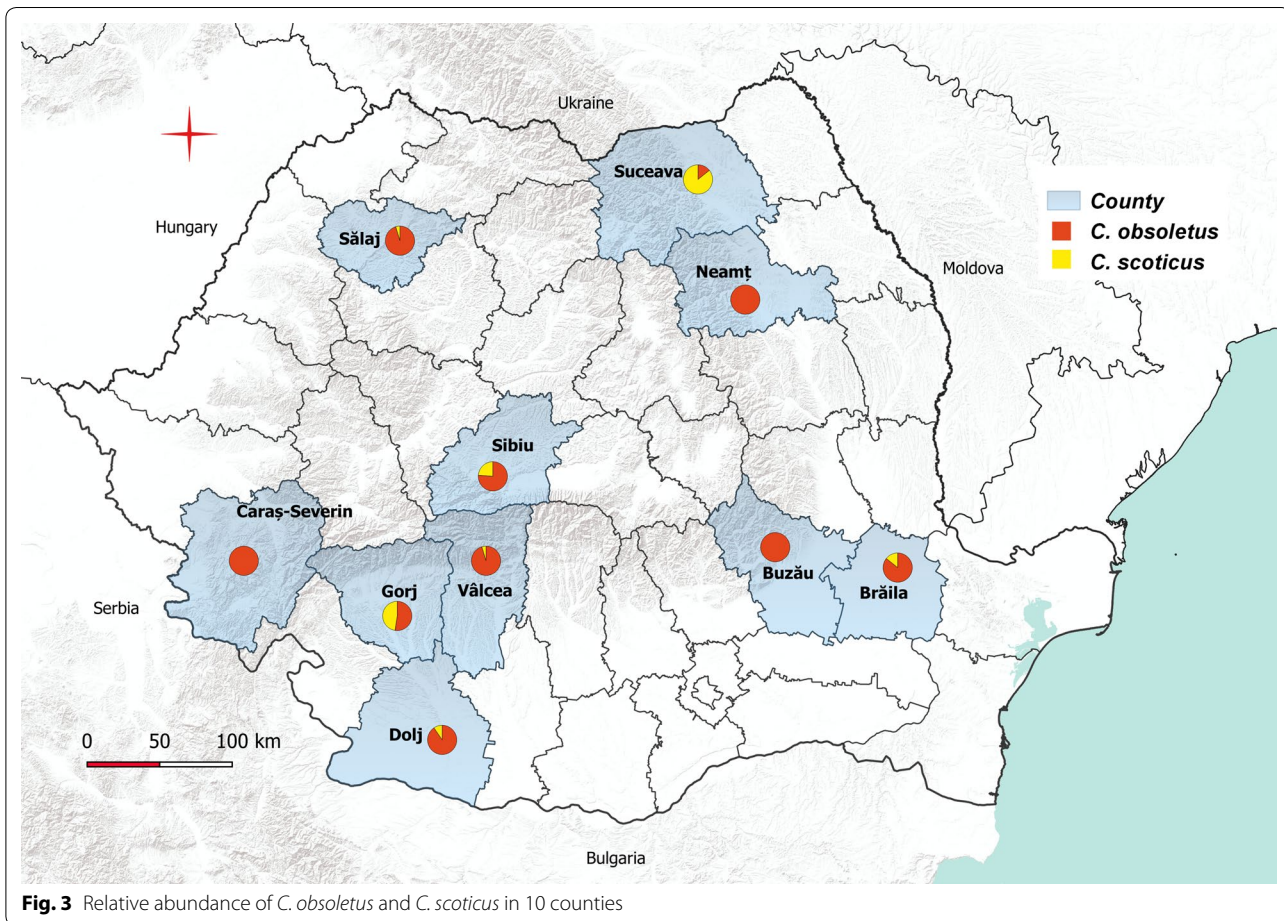 Ukraine
Suceava
County
C. obsoletus
C. scoticus
Hungary
Sălaj
Neamț
Moldova
Sibiu
Caraș-Severin
Buzău
Brăila
Gorj
Vâlcea
Serbia
Dolj
0 50 100 km
Bulgaria
Fig. 3 Relative abundance of C. obsoletus and C. scoticus in 10 counties